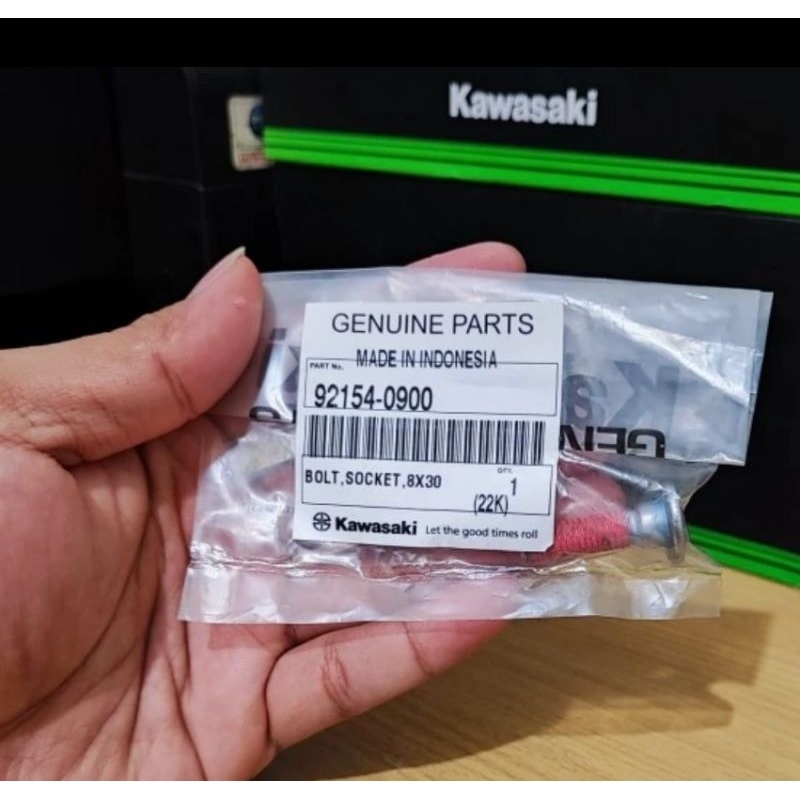 Kawasaki
GENUINE PARTS
MADE IN INDONESIA
PART No.
92154-0900
BOLT,SOCKET,8X30
QTY.
1
(22K)
Kawasaki Let the good times roll
GEN